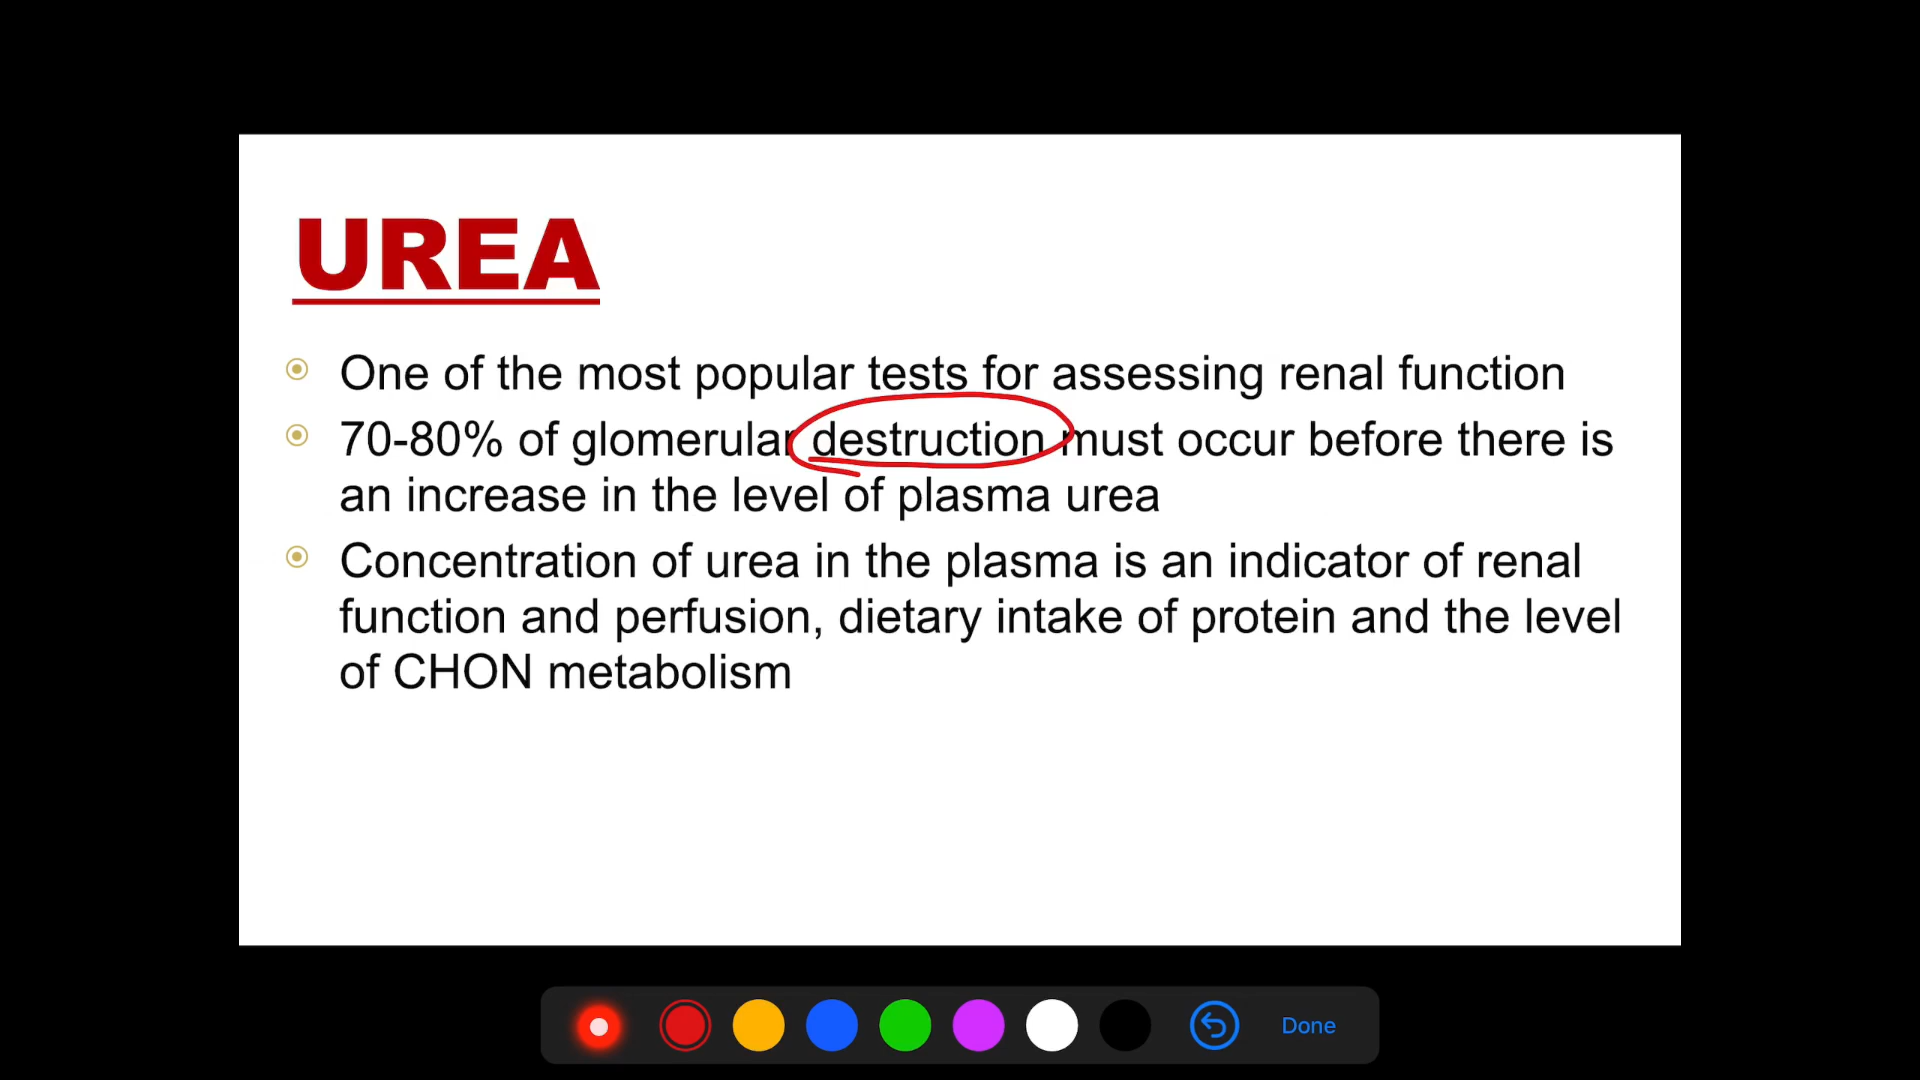 UREA
One of the most popular tests for assessing renal function
70-80% of glomerular destruction must occur before there is
an increase in the level of plasma urea
Concentration of urea in the plasma is an indicator of renal
function and perfusion, dietary intake of protein and the level
of CHON metabolism
Done